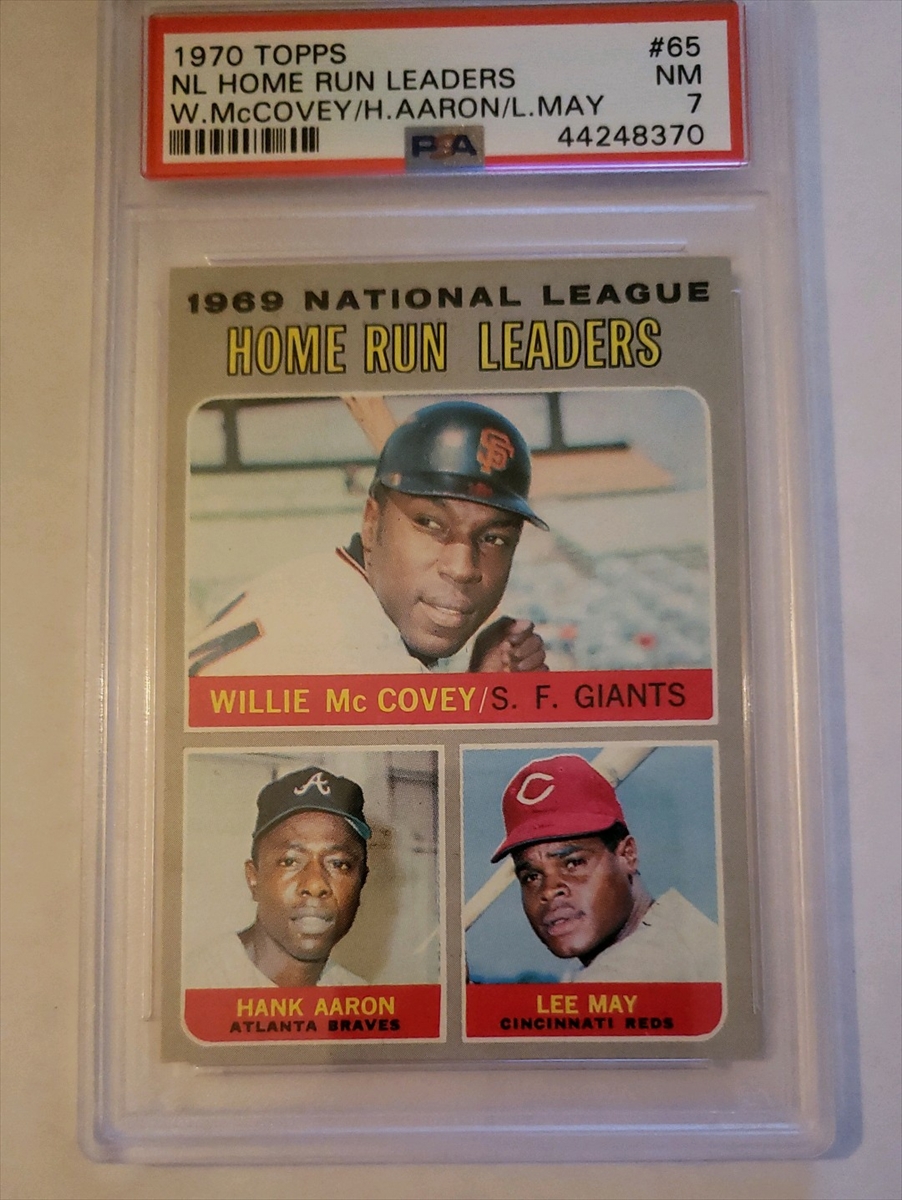 1970 TOPPS #65
NL HOME RUN LEADERS NM
W.McCOVEY/H.AARON/L.MAY 7
PSA 44248370
1969 NATIONAL LEAGUE
HOME RUN LEADERS
SF
WILLIE Mc COVEY/S. F. GIANTS
A
C
HANK AARON
ATLANTA BRAVES
LEE MAY
CINCINNATI REDS